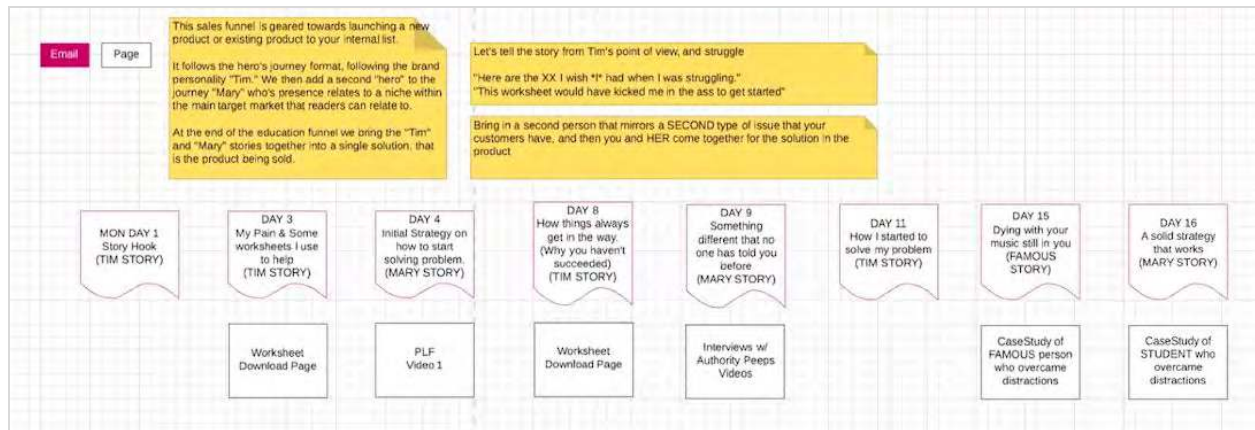 Email
Page
This sales funnel is geared towards launching a new
product or existing product to your internal list.
It follows the hero's journey format, following the brand
personality "Tim." We then add a second "hero" to the
journey "Mary" who's presence relates to a niche within
the main target market that readers can relate to.
At the end of the education funnel we bring the "Tim"
and "Mary" stories together into a single solution, that
is the product being sold.
Let's tell the story from Tim's point of view, and struggle
"Here are the XX I wish *I* had when I was struggling."
"This worksheet would have kicked me in the ass to get started"
Bring in a second person that mirrors a SECOND type of issue that your
customers have, and then you and HER come together for the solution in the
product
MON DAY 1
Story Hook
(TIM STORY)
DAY 3
My Pain & Some
worksheets I use
to help
(TIM STORY)
DAY 4
Initial Strategy on
how to start
solving problem.
(MARY STORY)
DAY 8
How things always
get in the way.
(Why you haven't
succeeded)
(TIM STORY)
DAY 9
Something
different that no
one has told you
before
(MARY STORY)
DAY 11
How I started to
solve my problem
(TIM STORY)
DAY 15
Dying with your
music still in you
(FAMOUS
STORY)
DAY 16
A solid strategy
that works
(MARY STORY)
Worksheet
Download Page
PLF
Video 1
Worksheet
Download Page
Interviews w/
Authority Peeps
Videos
CaseStudy of
FAMOUS person
who overcame
distractions
CaseStudy of
STUDENT who
overcame
distractions